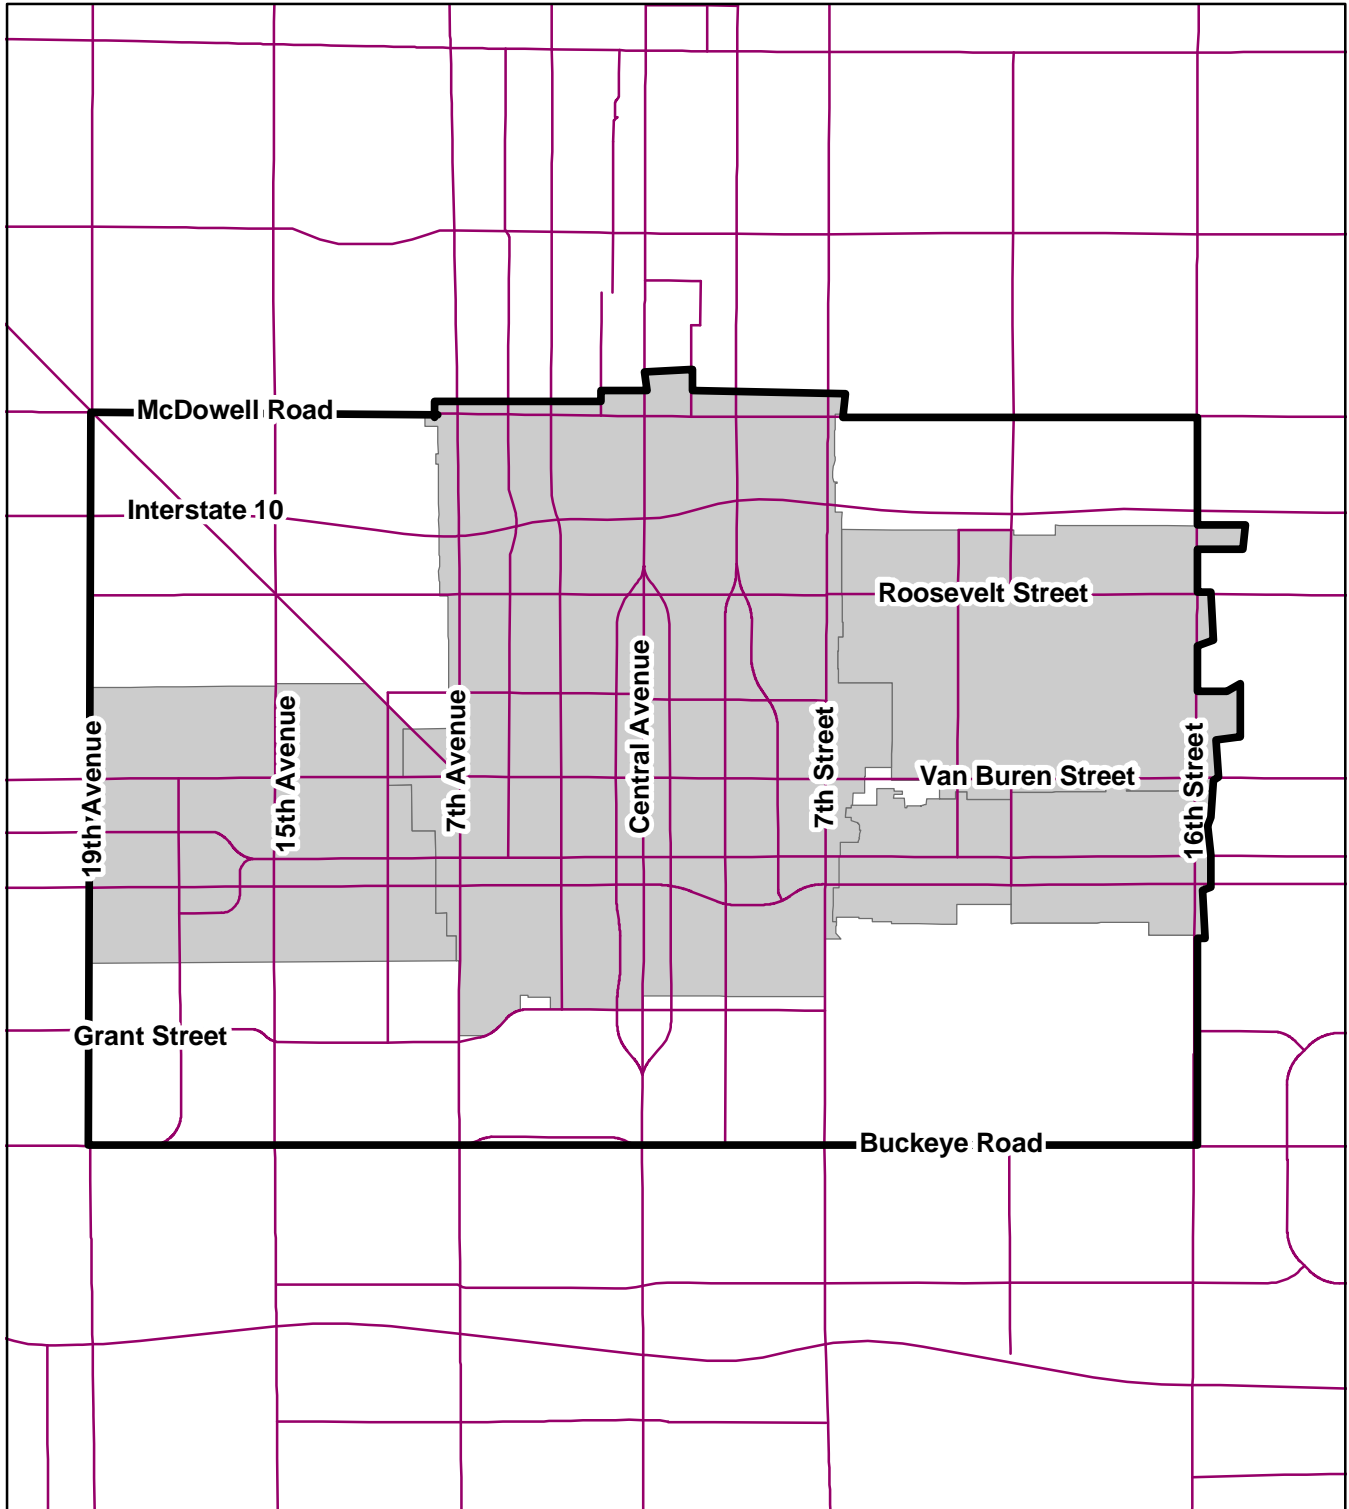 McDowell Road
Interstate 10
Roosevelt Street
19th Avenue
15th Avenue
7th Avenue
Central Avenue
7th Street
Van Buren Street
16th Street
Grant Street
Buckeye Road